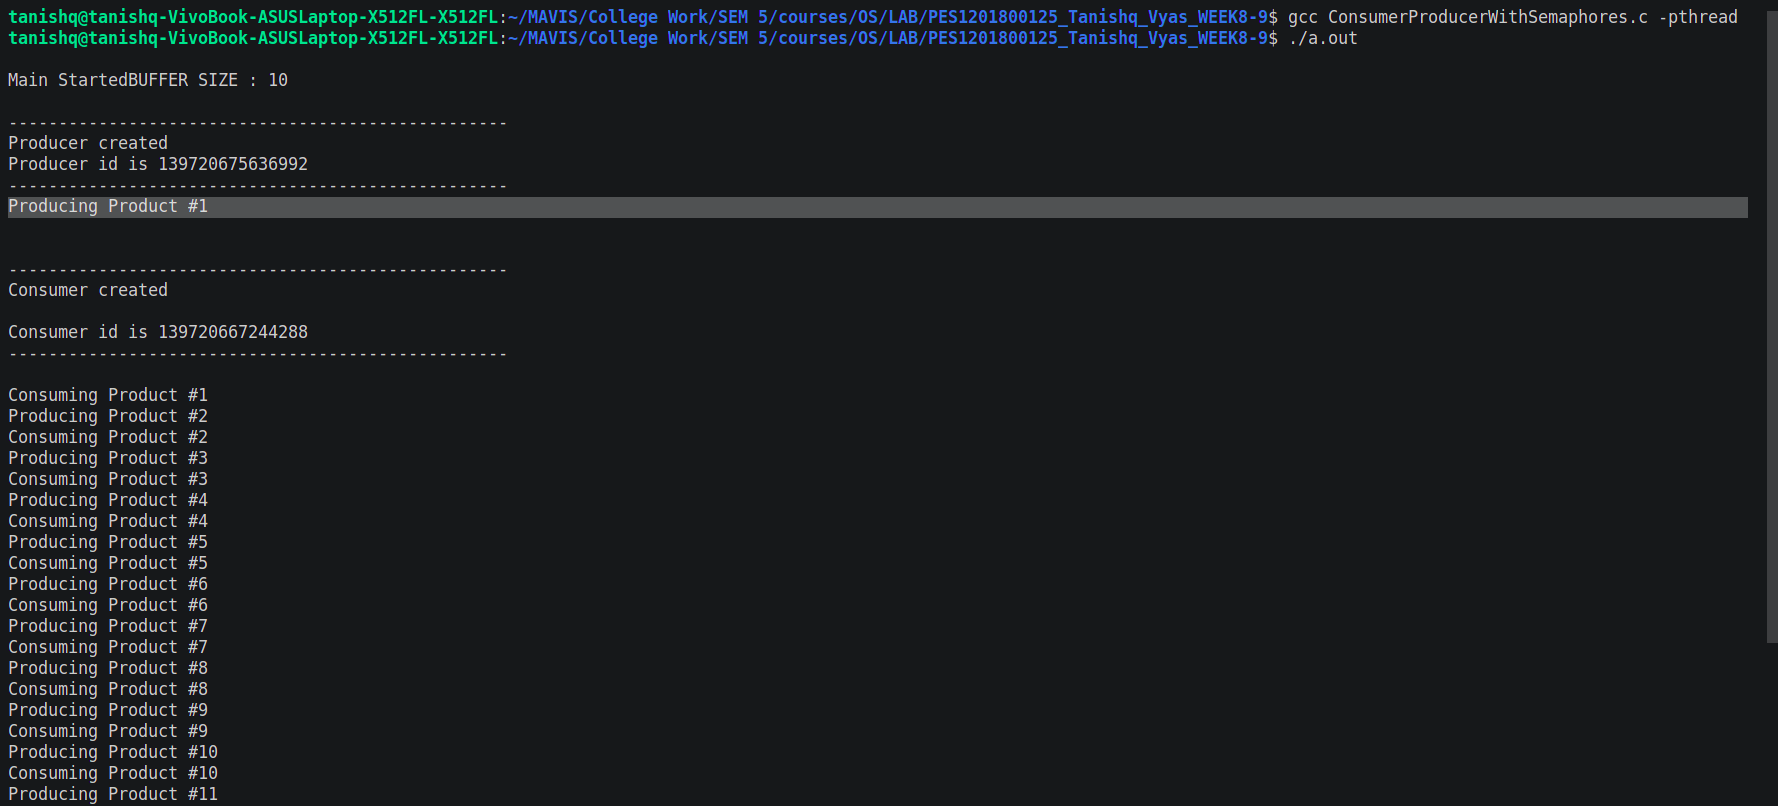 tanishq@tanishq-VivoBook-ASUSLaptop-X512FL-X512FL:~/MAVIS/College Work/SEM 5/courses/OS/LAB/PES1201800125_Tanishq_Vyas_WEEK8-9$ gcc ConsumerProducerWithSemaphores.c -pthread
tanishq@tanishq-VivoBook-ASUSLaptop-X512FL-X512FL:~/MAVIS/College Work/SEM 5/courses/OS/LAB/PES1201800125_Tanishq_Vyas_WEEK8-9$ ./a.out
Main StartedBUFFER SIZE : 10
--------------------------------------------------
Producer created
Producer id is 139720675636992
--------------------------------------------------
Producing Product #1
--------------------------------------------------
Consumer created
Consumer id is 139720667244288
--------------------------------------------------
Consuming Product #1
Producing Product #2
Consuming Product #2
Producing Product #3
Consuming Product #3
Producing Product #4
Consuming Product #4
Producing Product #5
Consuming Product #5
Producing Product #6
Consuming Product #6
Producing Product #7
Consuming Product #7
Producing Product #8
Consuming Product #8
Producing Product #9
Consuming Product #9
Producing Product #10
Consuming Product #10
Producing Product #11